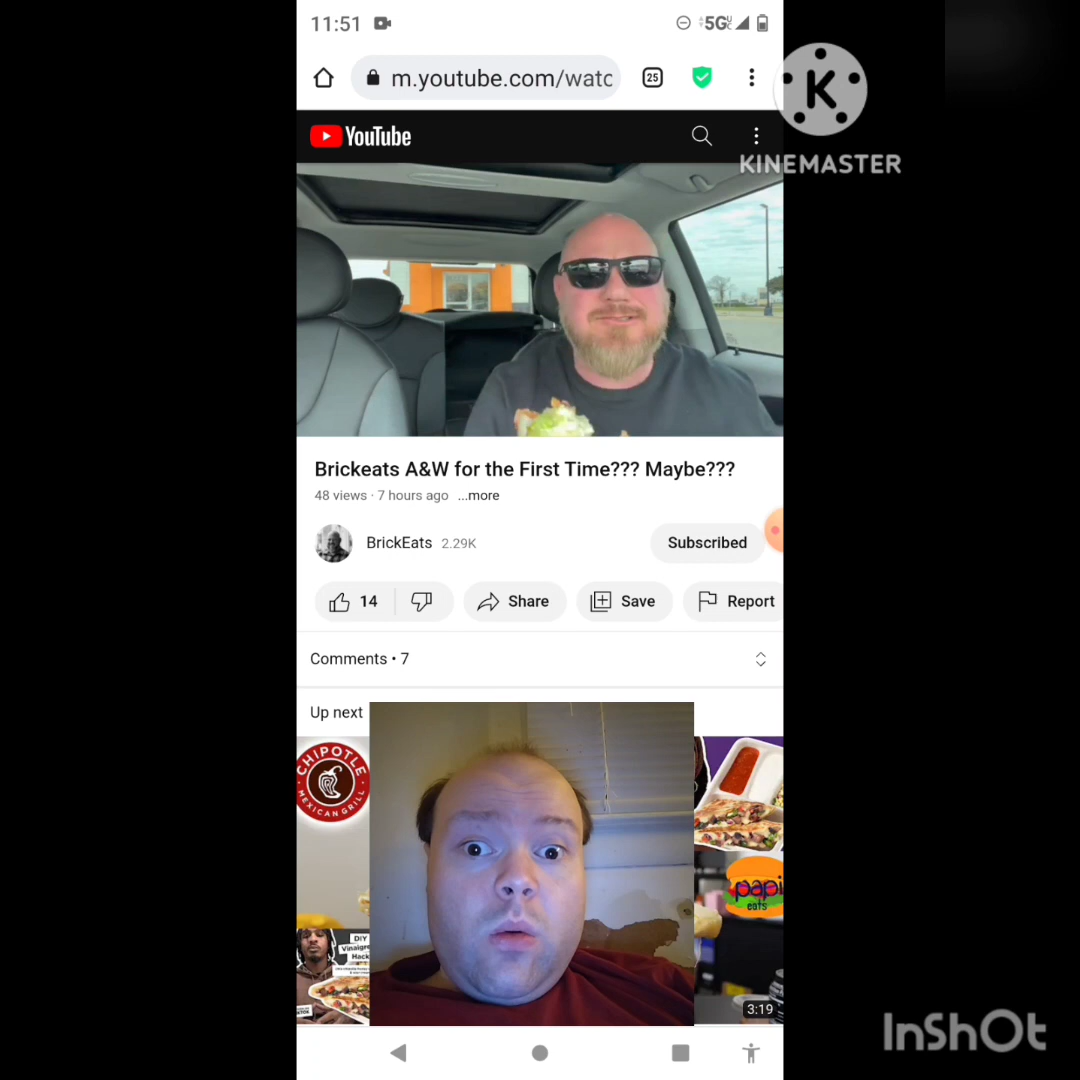 11:51
5G
m.youtube.com/watc
25
K
KINEMASTER
YouTube
Brickeats A&W for the First Time??? Maybe???
48 views · 7 hours ago ...more
BrickEats 2.29K
Subscribed
14
Share
Save
Report
Comments • 7
Up next
CHIPOTLE
MEXICAN GRILL
papi
eats
DIY
Vinaigre
Hack
3:19
InShOt